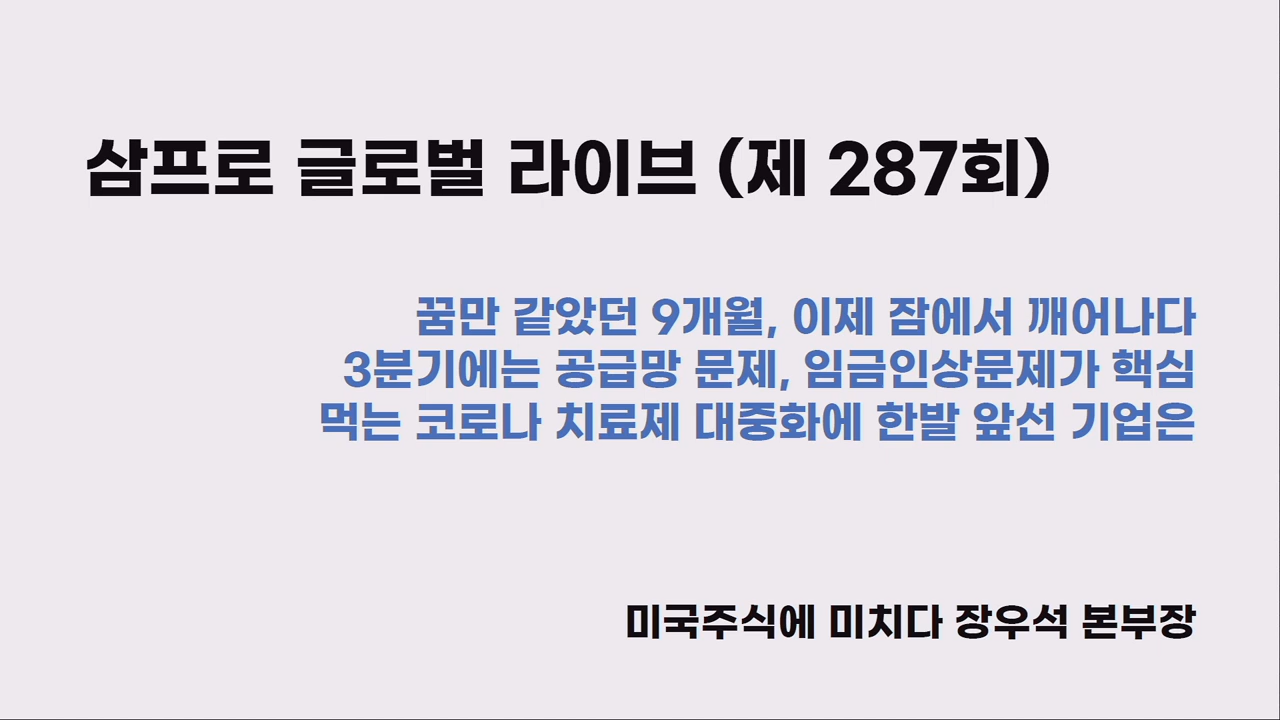 삼프로 글로벌 라이브 (제 287회)
꿈만 같았던 9개월, 이제 잠에서 깨어나다
3분기에는 공급망 문제, 임금인상문제가 핵심
먹는 코로나 치료제 대중화에 한발 앞선 기업은
미국주식에 미치다 장우석 본부장